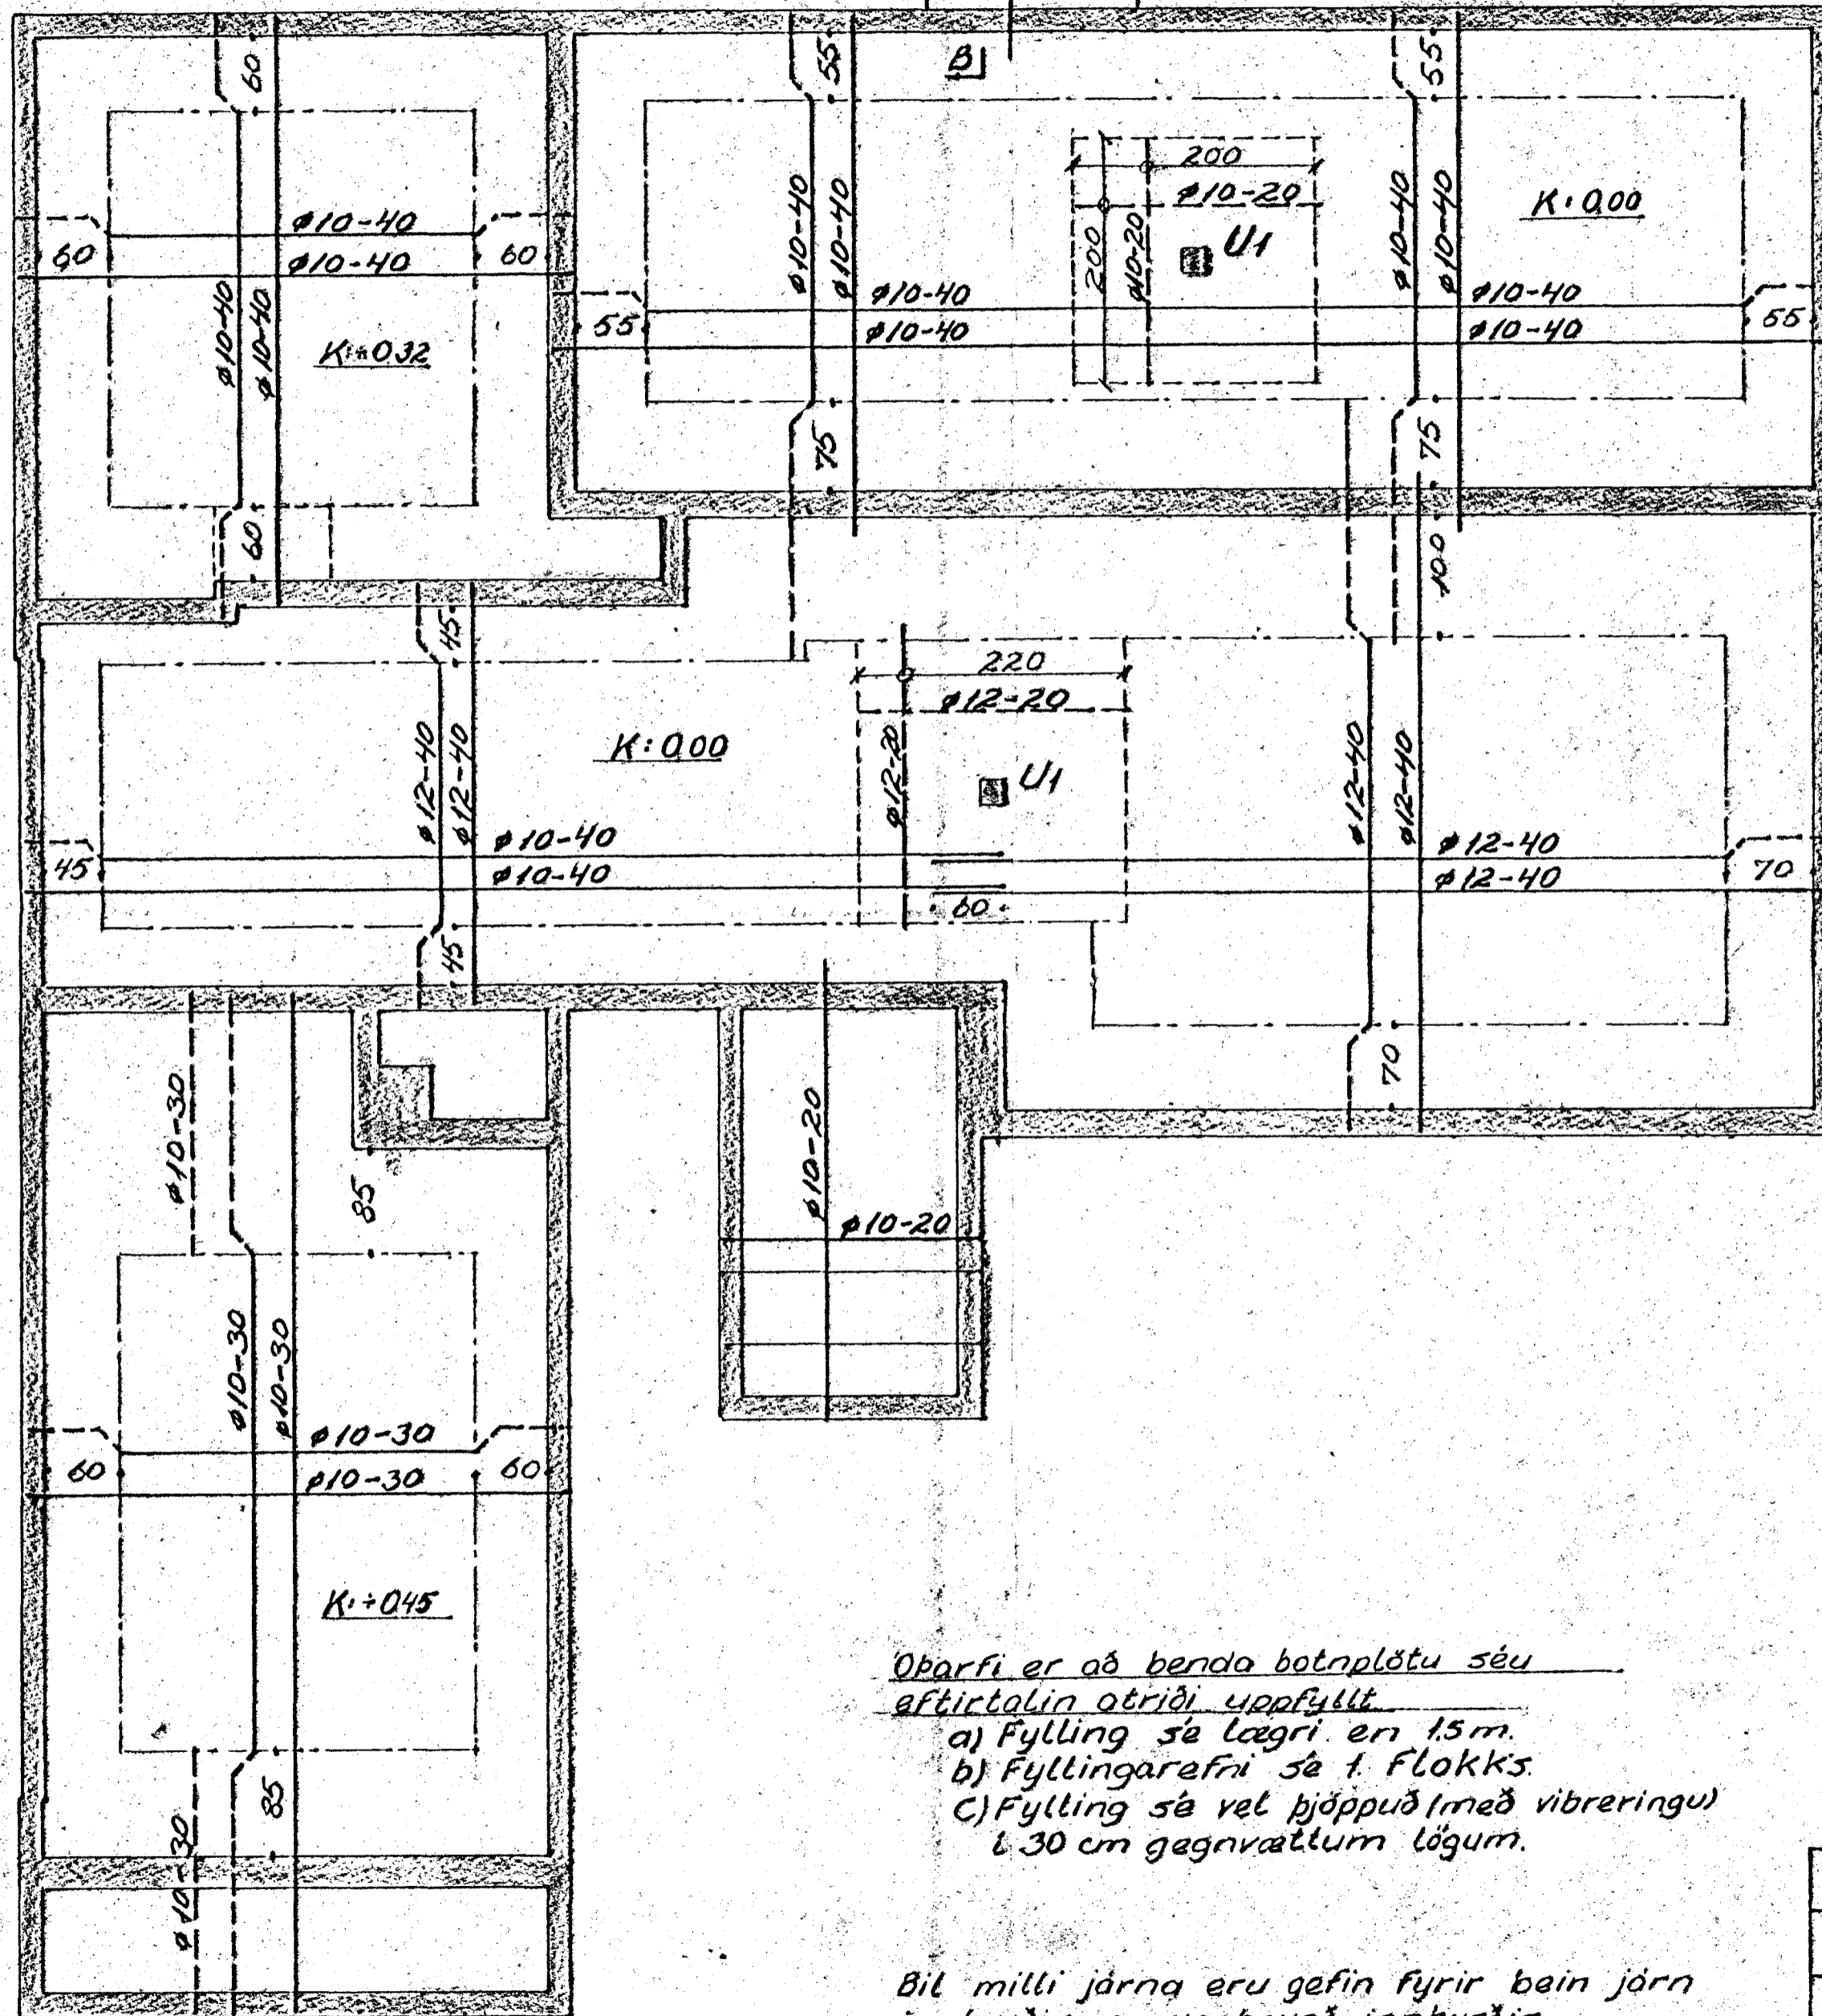 B
60
55
55
200
ø10-20
K: 0,00
ø10-40
ø10-40
60
60
ø10-40
ø10-40
ø10-40
ø10-40
ø10-40
ø10-40
200
ø10-20
U1
55
ø10-40
ø10-40
ø10-40
ø10-40
55
K: ÷0.32
75
75
60
100
45
220
ø12-20
ø12-40
ø12-40
K: 0,00
ø12-20
U1
ø12-40
ø12-40
45
ø10-40
ø10-40
ø12-40
ø12-40
70
60
45
70
ø10-30
85
ø10-20
ø10-20
ø10-30
ø10-30
60
ø10-30
ø10-30
60
K: ÷0,45
85
ø10-30
Óþarfi er að benda botnplötu séu
eftirtalin atriði uppfyllt
a) Fylling sé lægri en 1.5 m.
b) Fyllingarefni sé 1. flokks.
C) Fylling sé vel þjöppuð (með vibreringu)
í 30 cm gegnvættum lögum.
Bil milli járna eru gefin fyrir bein járn